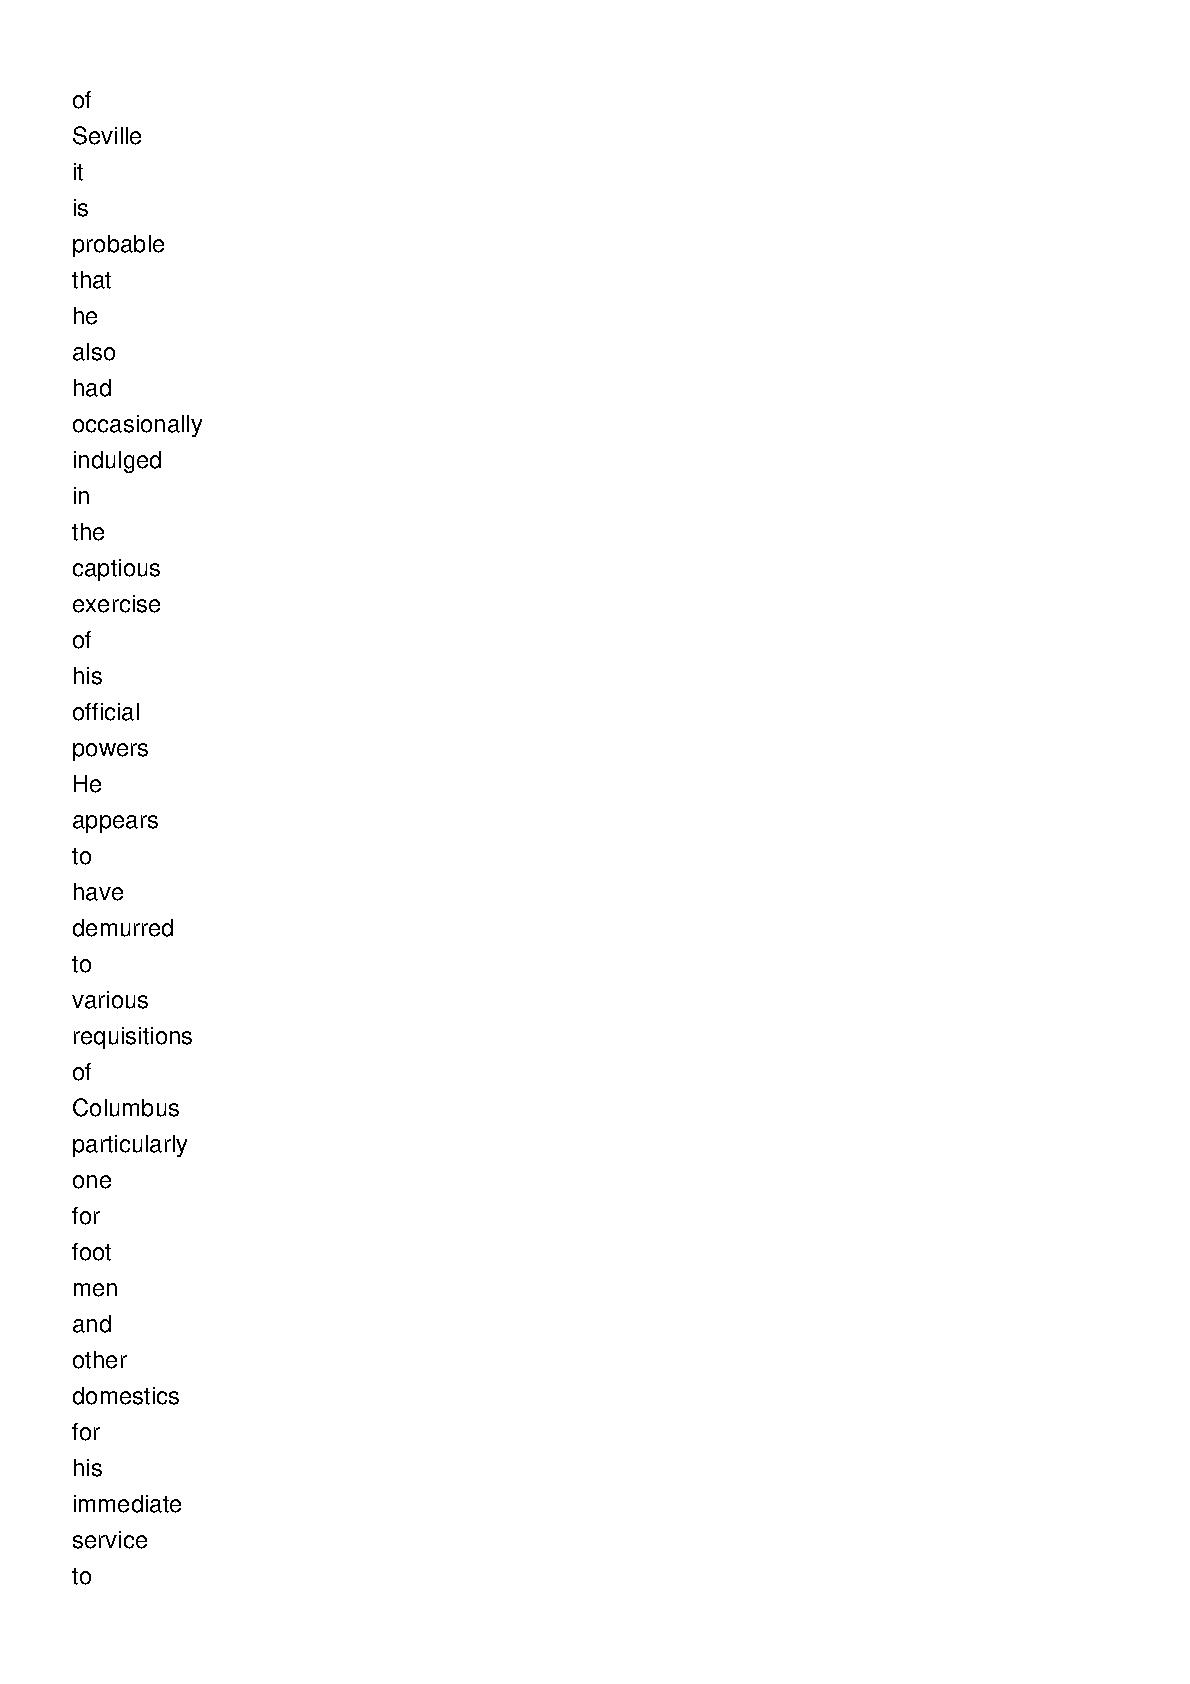 of
Seville
it
is
probable
that
he
also
had
occasionally
indulged
in
the
captious
exercise
of
his
official
powers
He
appears
to
have
demurred
to
various
requisitions
of
Columbus
particularly
one
for
foot
men
and
other
domestics
for
his
immediate
service
to